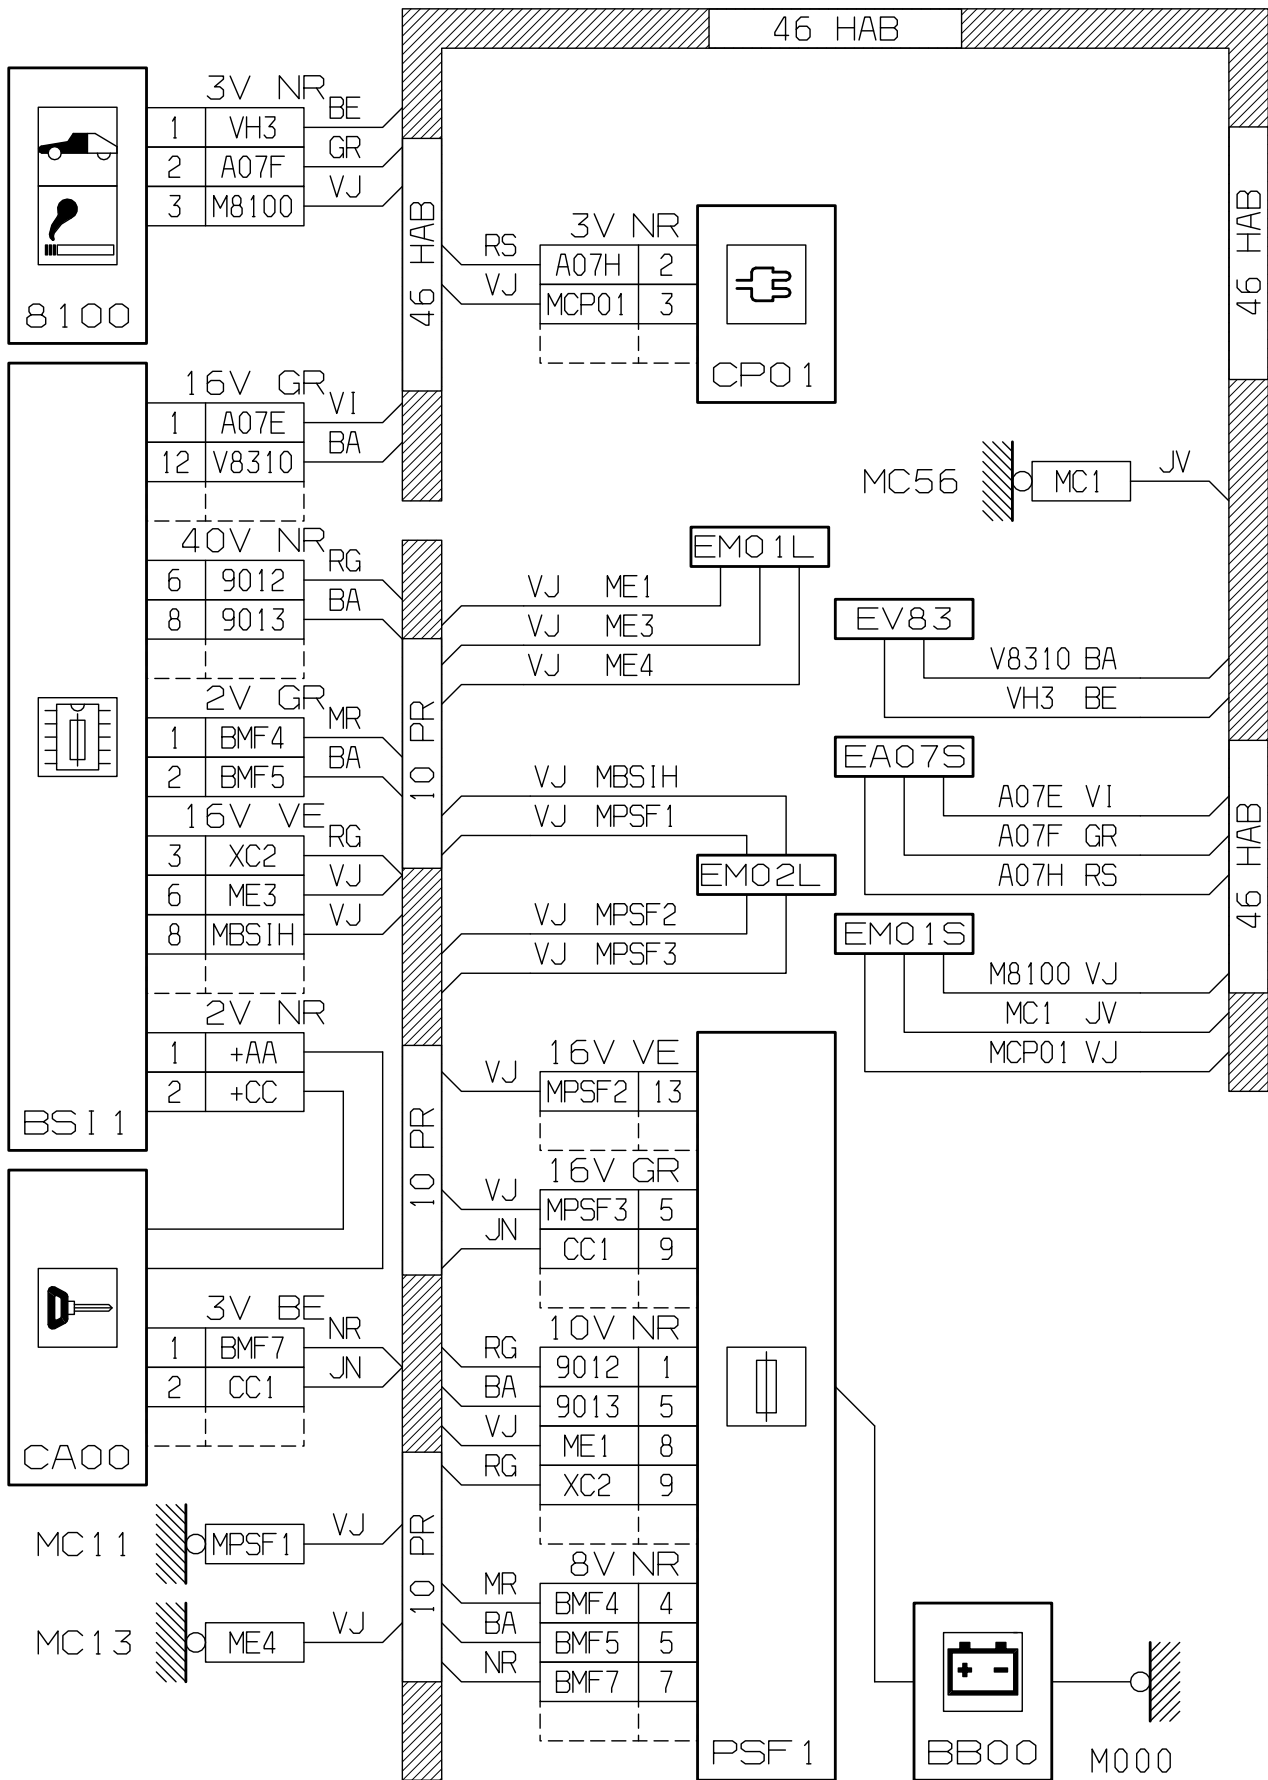 46 HAB
3V NR
BE
1 VH3
GR
2 A07F
VJ
3 M8100
8100
46 HAB
46 HAB
3V NR
RS
A07H 2
VJ
MCP01 3
CP01
16V GR
VI
1 A07E
BA
12 V8310
MC56 MC1 JV
40V NR
RG
6 9012
BA
8 9013
EM01L
VJ ME1
VJ ME3
VJ ME4
EV83
V8310 BA
VH3 BE
2V GR
MR
1 BMF4
BA
2 BMF5
10 PR
EA07S
A07E VI
A07F GR
A07H RS
46 HAB
VJ MBSIH
VJ MPSF1
EM02L
VJ MPSF2
VJ MPSF3
16V VE
RG
3 XC2
VJ
6 ME3
VJ
8 MBSIH
EM01S
M8100 VJ
MC1 JV
MCP01 VJ
2V NR
1 +AA
2 +CC
BSI1
10 PR
16V VE
VJ
MPSF2 13
16V GR
VJ
MPSF3 5
JN
CC1 9
3V BE
NR
1 BMF7
JN
2 CC1
CA00
10V NR
RG
9012 1
BA
9013 5
VJ
ME1 8
RG
XC2 9
MC11 MPSF1 VJ
10 PR
MC13 ME4 VJ
8V NR
MR
BMF4 4
BA
BMF5 5
NR
BMF7 7
PSF1
+ -
BB00
M000